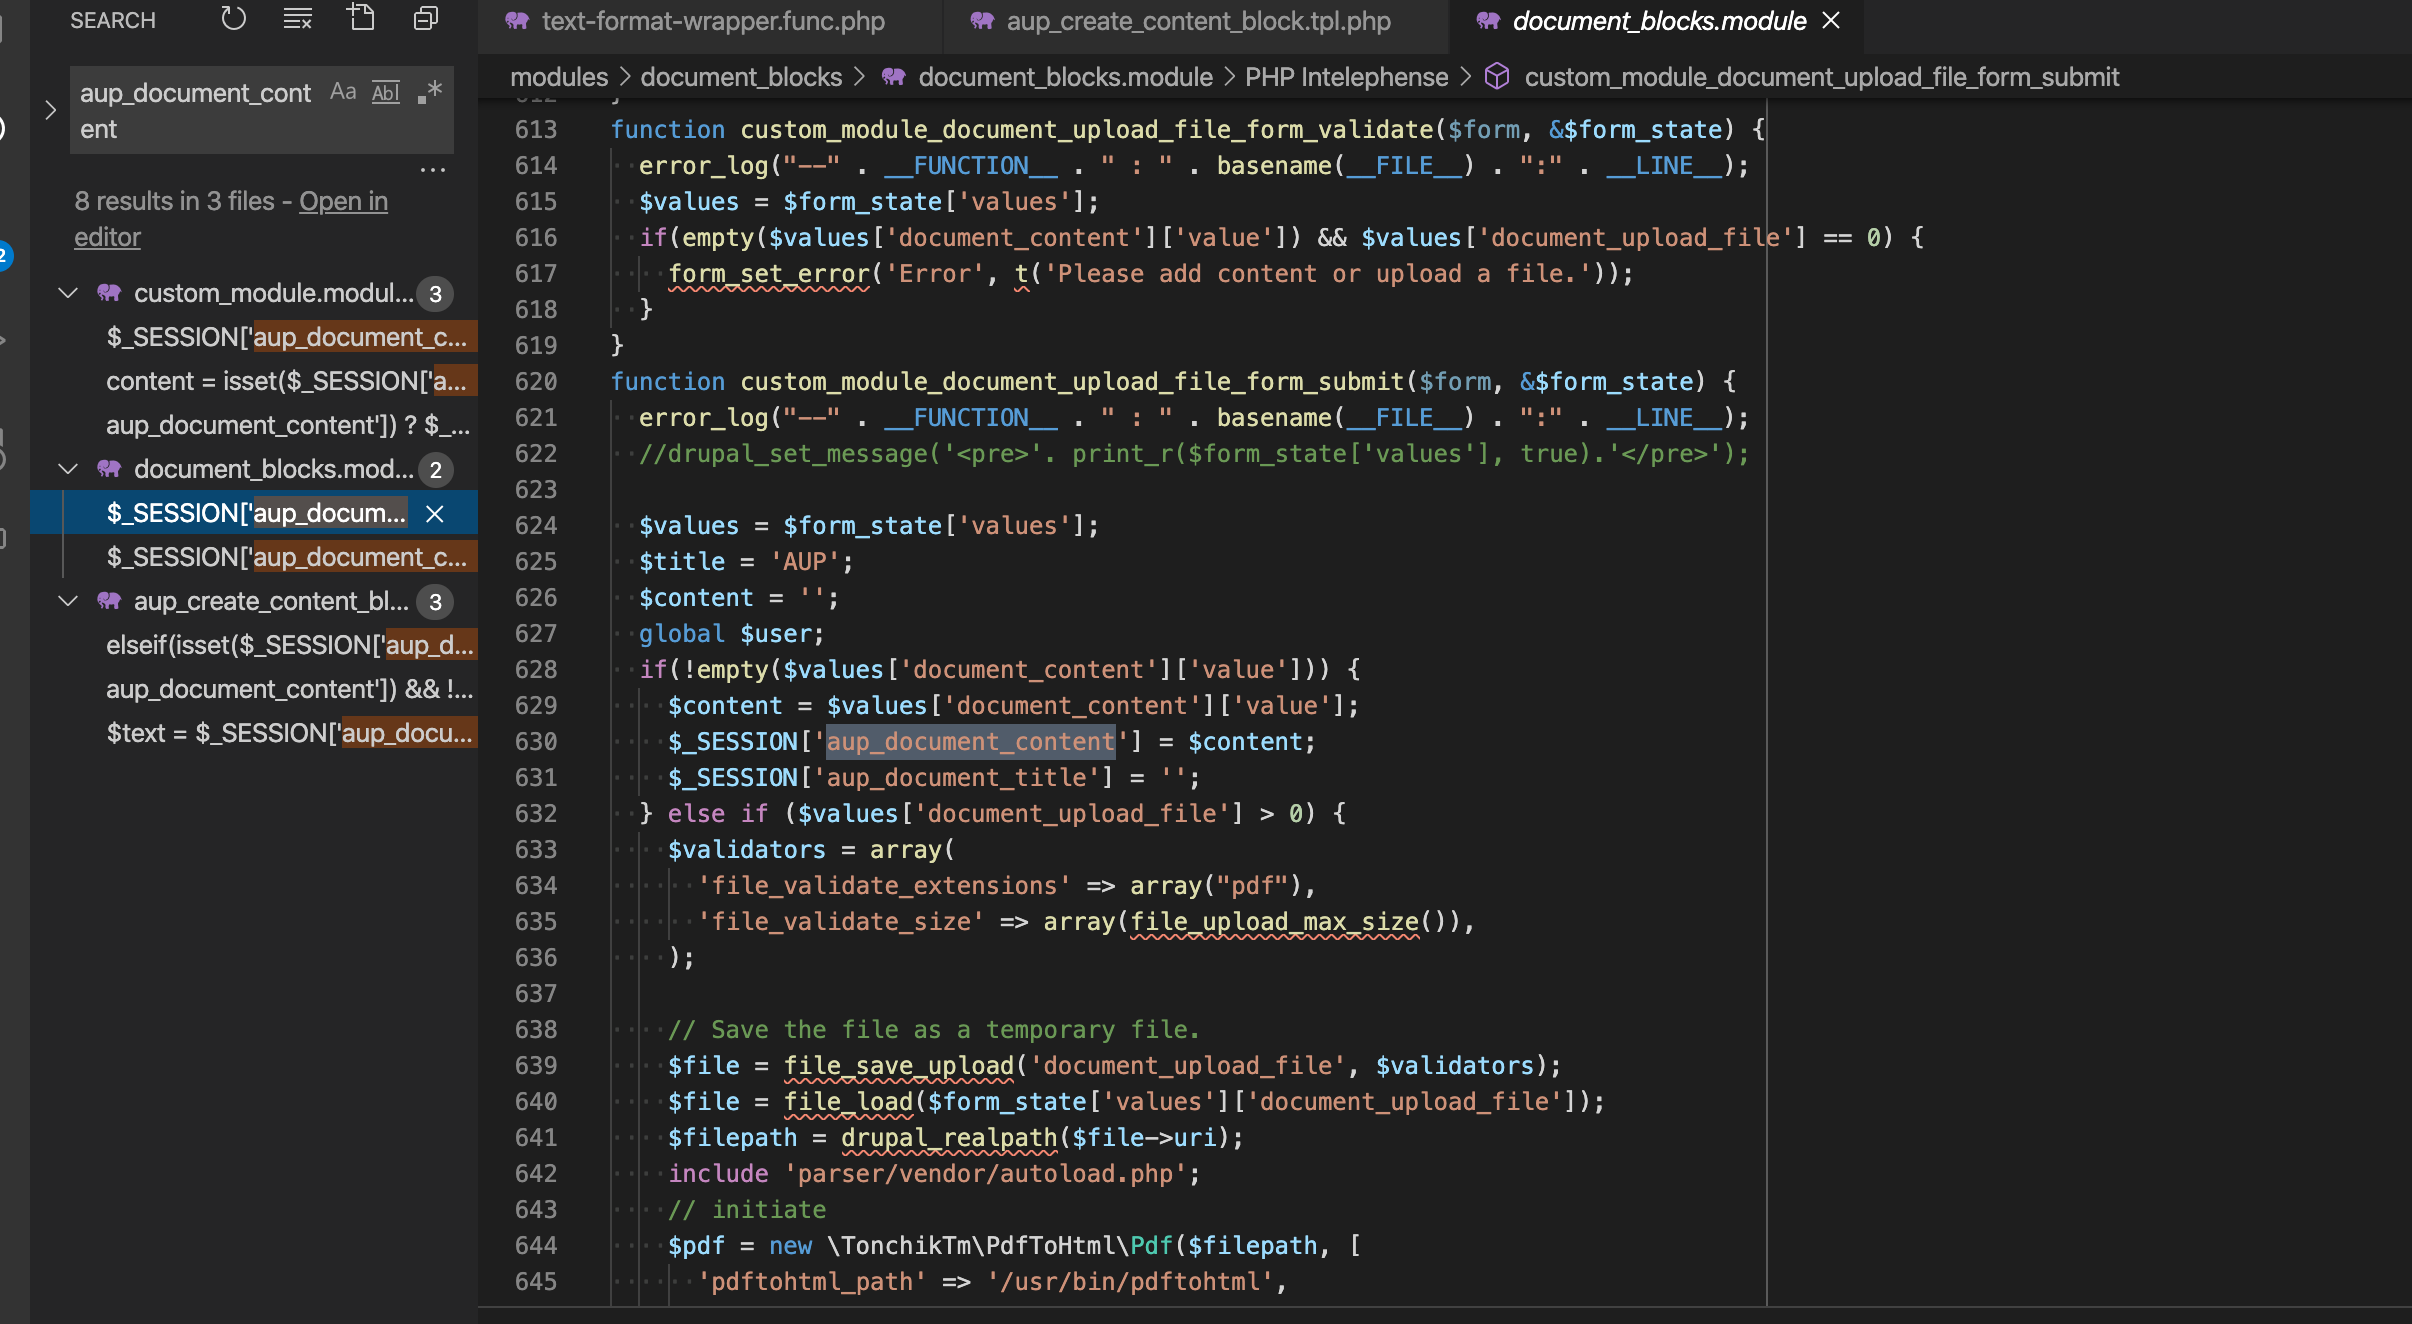 SEARCH
aup_document_cont
ent
Aa Abl .*
...
8 results in 3 files - Open in
editor
custom_module.modul... 3
$_SESSION['aup_document_c...
content = isset($_SESSION['a...
aup_document_content']) ? $_...
document_blocks.mod... 2
$_SESSION['aup_docum...
$_SESSION['aup_document_c...
aup_create_content_bl... 3
elseif(isset($_SESSION['aup_d...
aup_document_content']) && !...
$text = $_SESSION['aup_docu...
2
text-format-wrapper.func.php
aup_create_content_block.tpl.php
document_blocks.module
modules > document_blocks > document_blocks.module > PHP Intelephense > custom_module_document_upload_file_form_submit
612 }
613 function custom_module_document_upload_file_form_validate($form, &$form_state) {
614 error_log("--" . __FUNCTION__ . " : " . basename(__FILE__) . ":" . __LINE__);
615 $values = $form_state['values'];
616 if(empty($values['document_content']['value']) && $values['document_upload_file'] == 0) {
617 form_set_error('Error', t('Please add content or upload a file.'));
618 }
619 }
620 function custom_module_document_upload_file_form_submit($form, &$form_state) {
621 error_log("--" . __FUNCTION__ . " : " . basename(__FILE__) . ":" . __LINE__);
622 //drupal_set_message('<pre>'. print_r($form_state['values'], true).'</pre>');
623
624 $values = $form_state['values'];
625 $title = 'AUP';
626 $content = '';
627 global $user;
628 if(!empty($values['document_content']['value'])) {
629 $content = $values['document_content']['value'];
630 $_SESSION['aup_document_content'] = $content;
631 $_SESSION['aup_document_title'] = '';
632 } else if ($values['document_upload_file'] > 0) {
633 $validators = array(
634 'file_validate_extensions' => array("pdf"),
635 'file_validate_size' => array(file_upload_max_size()),
636 );
637
638 // Save the file as a temporary file.
639 $file = file_save_upload('document_upload_file', $validators);
640 $file = file_load($form_state['values']['document_upload_file']);
641 $filepath = drupal_realpath($file->uri);
642 include 'parser/vendor/autoload.php';
643 // initiate
644 $pdf = new \TonchikTm\PdfToHtml\Pdf($filepath, [
645 'pdftohtml_path' => '/usr/bin/pdftohtml',